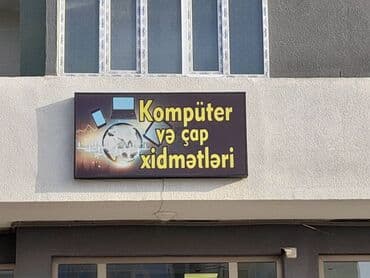 Kompüter
və çap
xidmətləri